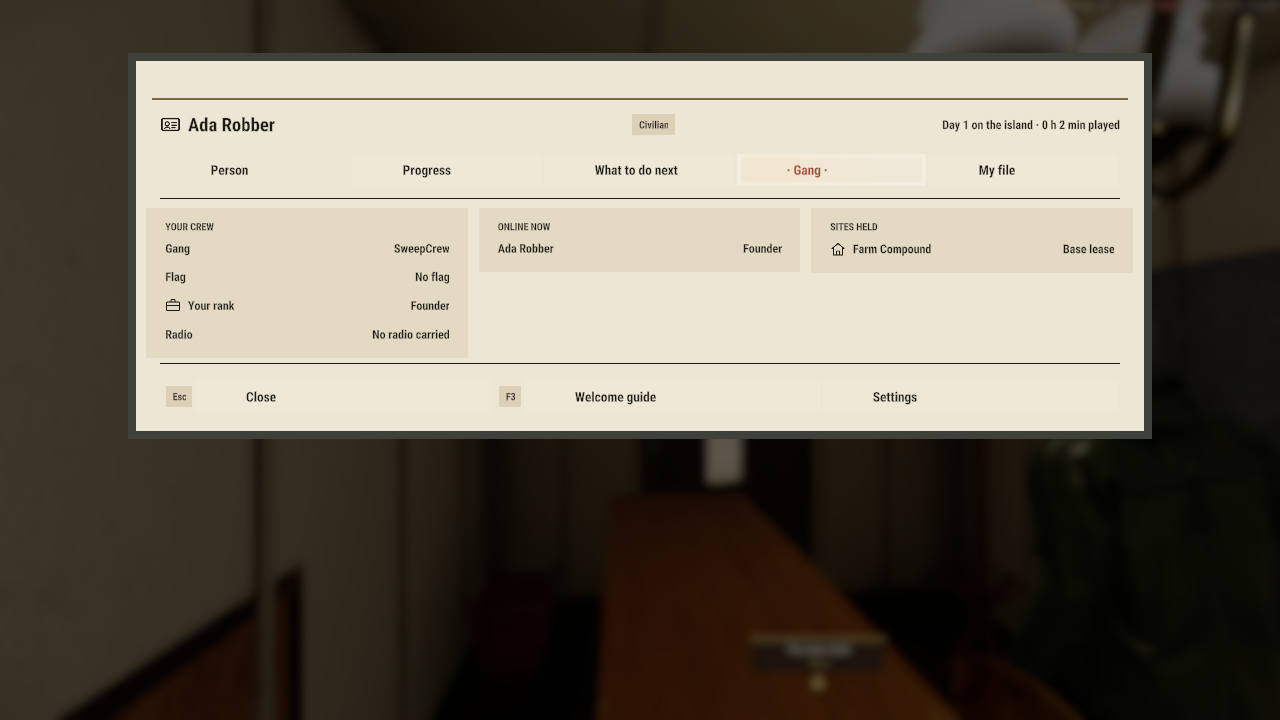 Ada Robber
Civilian
Day 1 on the island · 0 h 2 min played
Person
Progress
What to do next
· Gang ·
My file
YOUR CREW
Gang SweepCrew
Flag No flag
Your rank Founder
Radio No radio carried
ONLINE NOW
Ada Robber Founder
SITES HELD
Farm Compound Base lease
Esc Close
F3 Welcome guide
Settings